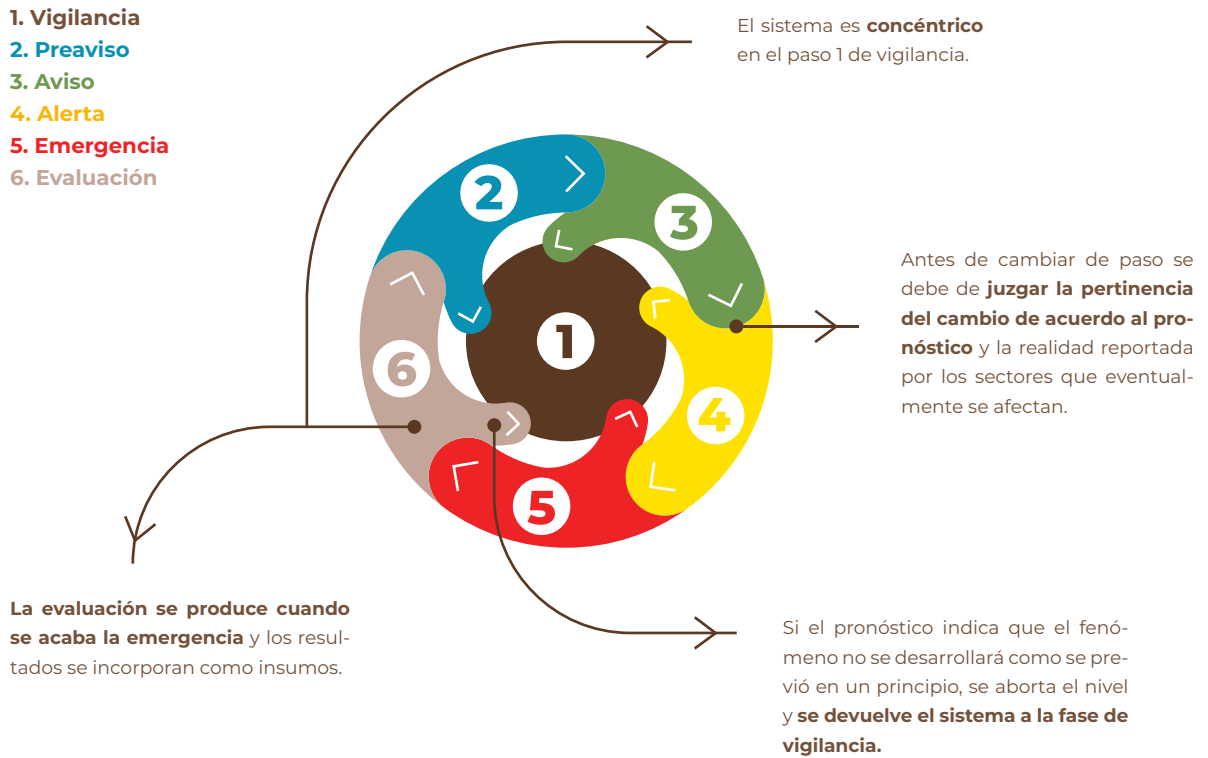 1. Vigilancia
2. Preaviso
3. Aviso
4. Alerta
5. Emergencia
6. Evaluación
El sistema es concéntrico
en el paso 1 de vigilancia.
2
3
1
6
4
5
Antes de cambiar de paso se
debe de juzgar la pertinencia
del cambio de acuerdo al pro-
nóstico y la realidad reportada
por los sectores que eventual-
mente se afectan.
La evaluación se produce cuando
se acaba la emergencia y los resul-
tados se incorporan como insumos.
Si el pronóstico indica que el fenó-
meno no se desarrollará como se pre-
vió en un principio, se aborta el nivel
y se devuelve el sistema a la fase de
vigilancia.